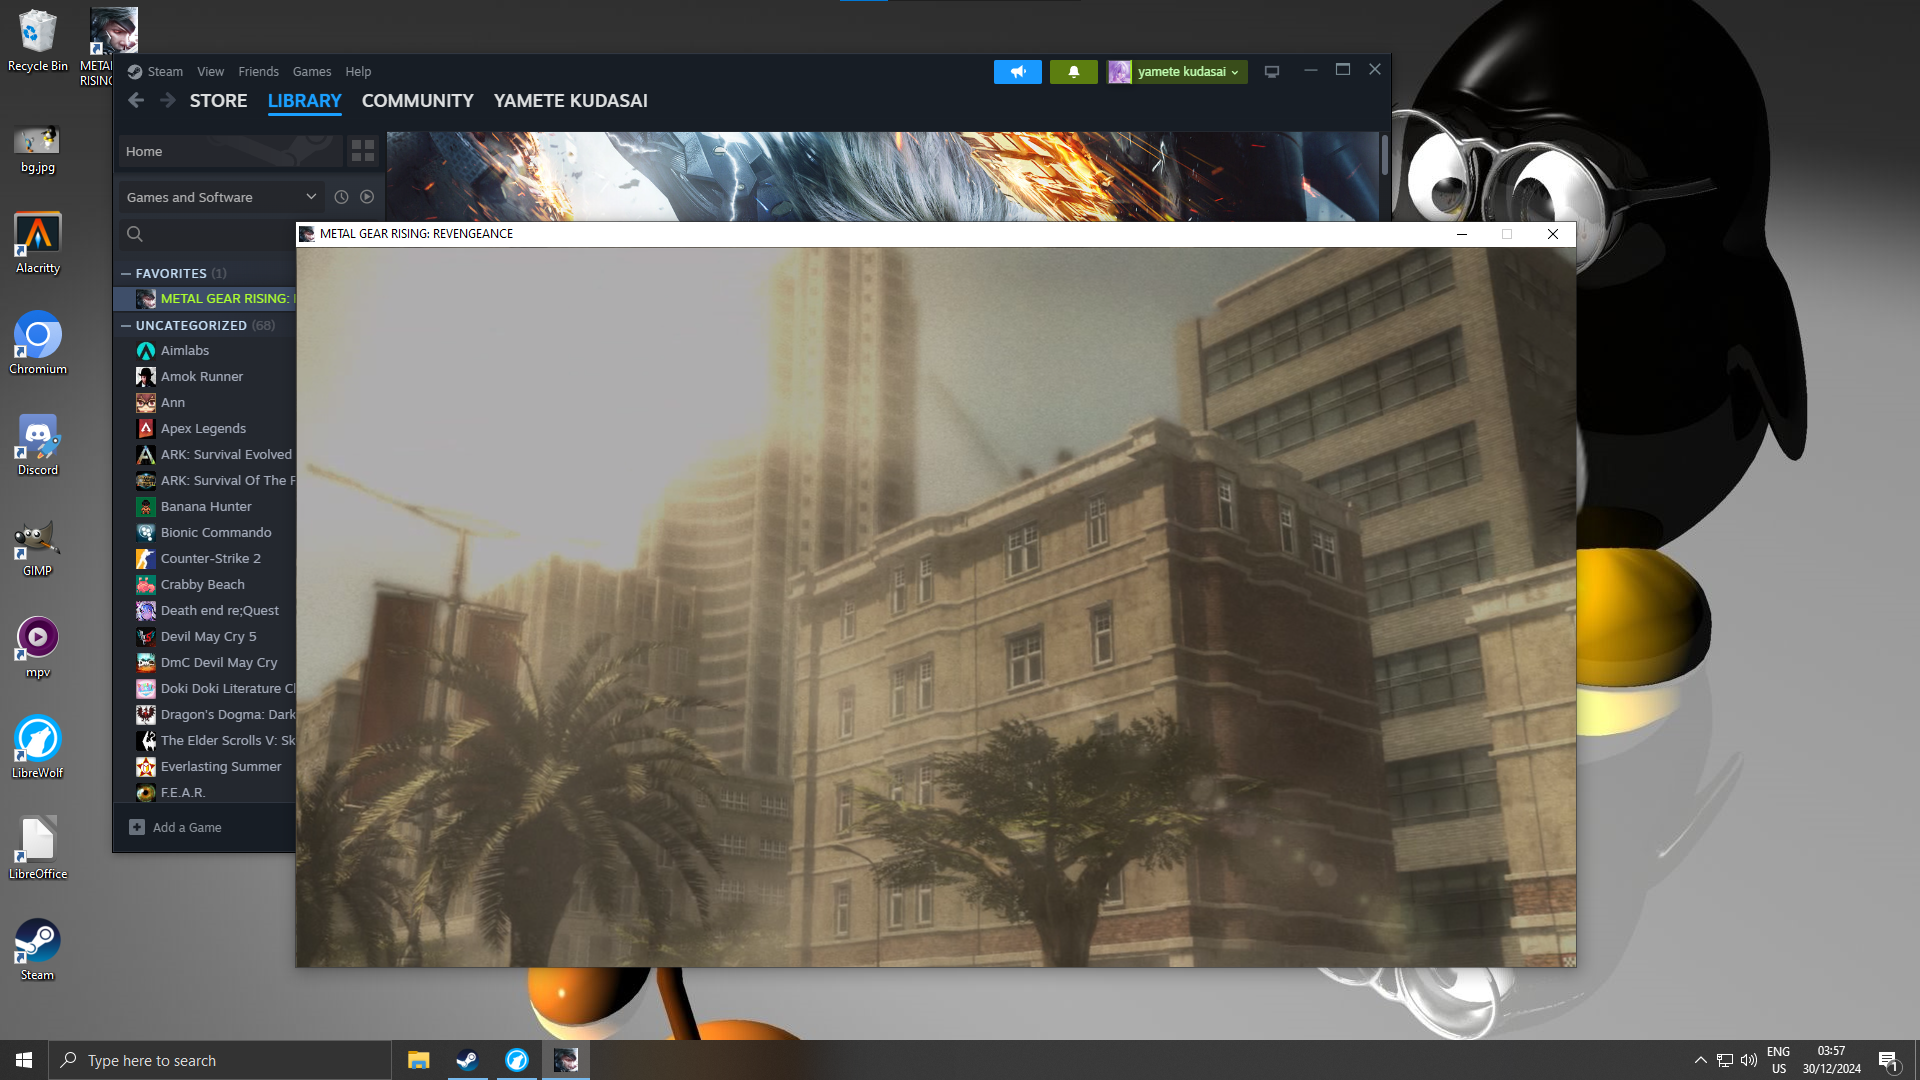 Recycle Bin
METAL
RISING
bg.jpg
Alacritty
Chromium
Discord
GIMP
mpv
LibreWolf
LibreOffice
Steam
Steam View Friends Games Help
yamete kudasai
STORE LIBRARY COMMUNITY YAMETE KUDASAI
Home
Games and Software
FAVORITES (1)
METAL GEAR RISING:
UNCATEGORIZED (68)
Aimlabs
Amok Runner
Ann
Apex Legends
ARK: Survival Evolved
ARK: Survival Of The F
Banana Hunter
Bionic Commando
Counter-Strike 2
Crabby Beach
Death end re;Quest
Devil May Cry 5
DmC Devil May Cry
Doki Doki Literature Cl
Dragon's Dogma: Dark
The Elder Scrolls V: Sk
Everlasting Summer
F.E.A.R.
Add a Game
METAL GEAR RISING: REVENGEANCE
Type here to search
ENG
US
03:57
30/12/2024
1